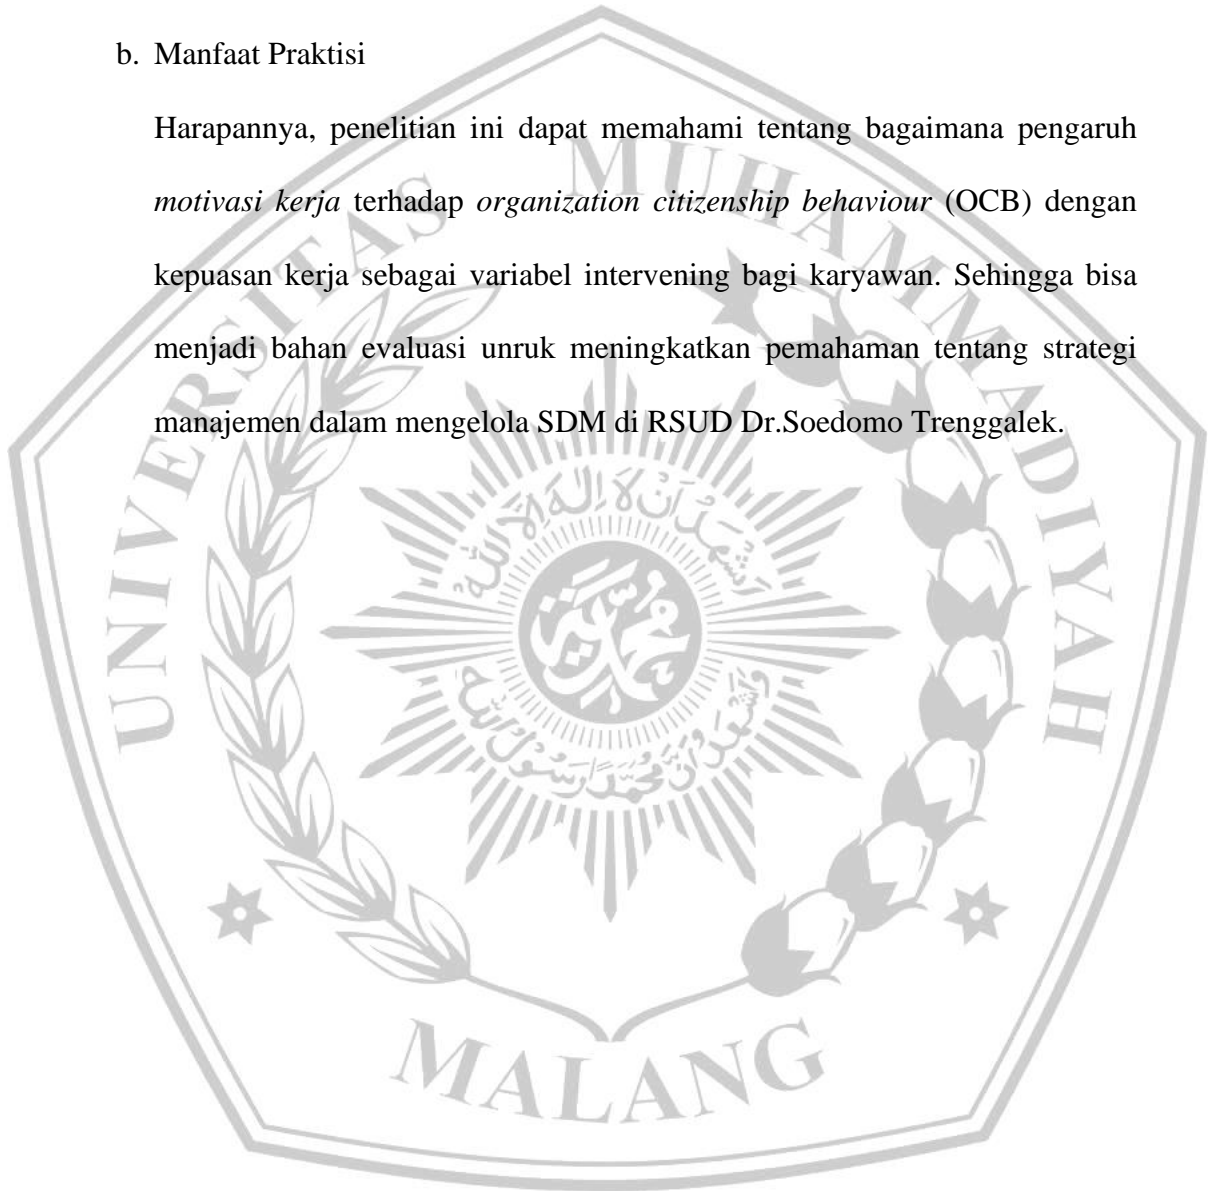 b. Manfaat Praktisi
Harapannya, penelitian ini dapat memahami tentang bagaimana pengaruh
motivasi kerja terhadap organization citizenship behaviour (OCB) dengan
kepuasan kerja sebagai variabel intervening bagi karyawan. Sehingga bisa
menjadi bahan evaluasi unruk meningkatkan pemahaman tentang strategi
manajemen dalam mengelola SDM di RSUD Dr.Soedomo Trenggalek.
UNIVERSITAS MUHAMMADIYAH
MALANG